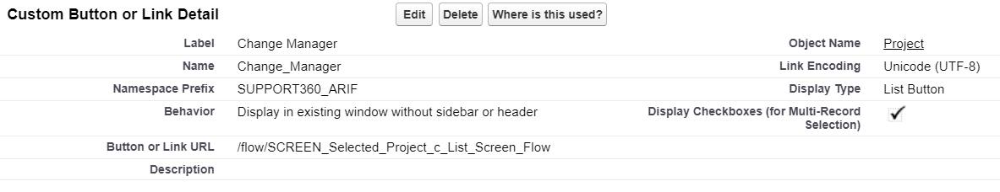 Custom Button or Link Detail Edit Delete Where is this used?
Label Change Manager Object Name Project
Name Change_Manager Link Encoding Unicode (UTF-8)
Namespace Prefix SUPPORT360_ARIF Display Type List Button
Behavior Display in existing window without sidebar or header Display Checkboxes (for Multi-Record
Selection)
Button or Link URL /flow/SCREEN_Selected_Project_c_List_Screen_Flow
Description